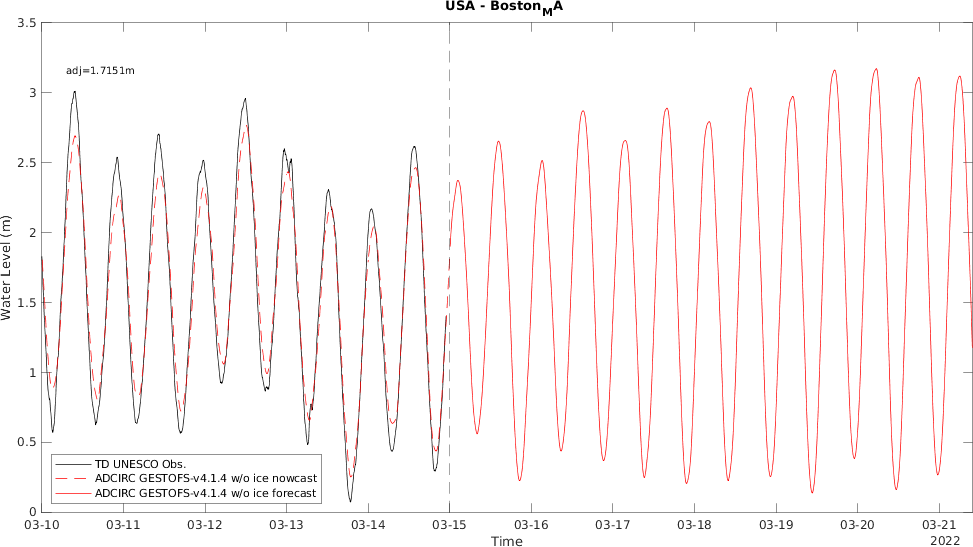 USA - Boston_MA
3.5
adj=1.7151m
3
2.5
2
Water Level (m)
1.5
1
0.5
0
TD UNESCO Obs.
ADCIRC GESTOFS-v4.1.4 w/o ice nowcast
ADCIRC GESTOFS-v4.1.4 w/o ice forecast
03-10 03-11 03-12 03-13 03-14 03-15 03-16 03-17 03-18 03-19 03-20 03-21
Time
2022